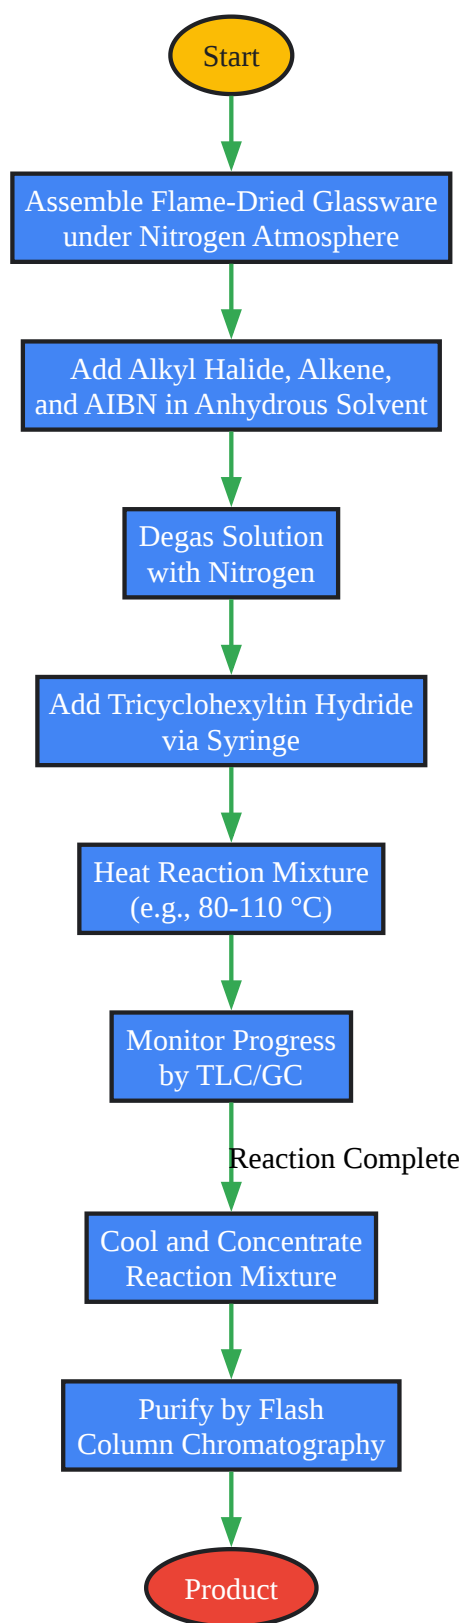 Start
Assemble Flame-Dried Glassware
under Nitrogen Atmosphere
Add Alkyl Halide, Alkene,
and AIBN in Anhydrous Solvent
Degas Solution
with Nitrogen
Add Tricyclohexyltin Hydride
via Syringe
Heat Reaction Mixture
(e.g., 80-110 °C)
Monitor Progress
by TLC/GC
Reaction Complete
Cool and Concentrate
Reaction Mixture
Purify by Flash
Column Chromatography
Product